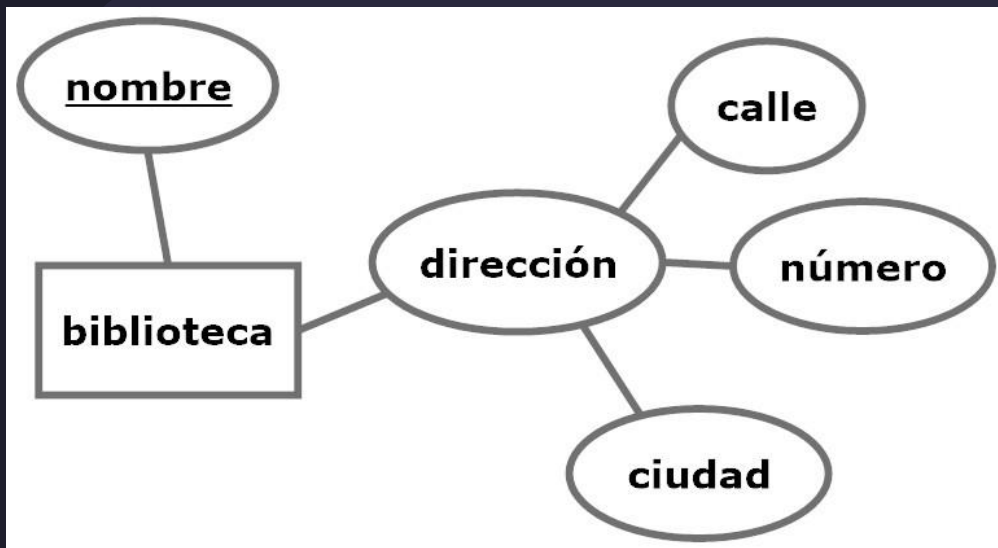 nombre
calle
dirección
número
biblioteca
ciudad